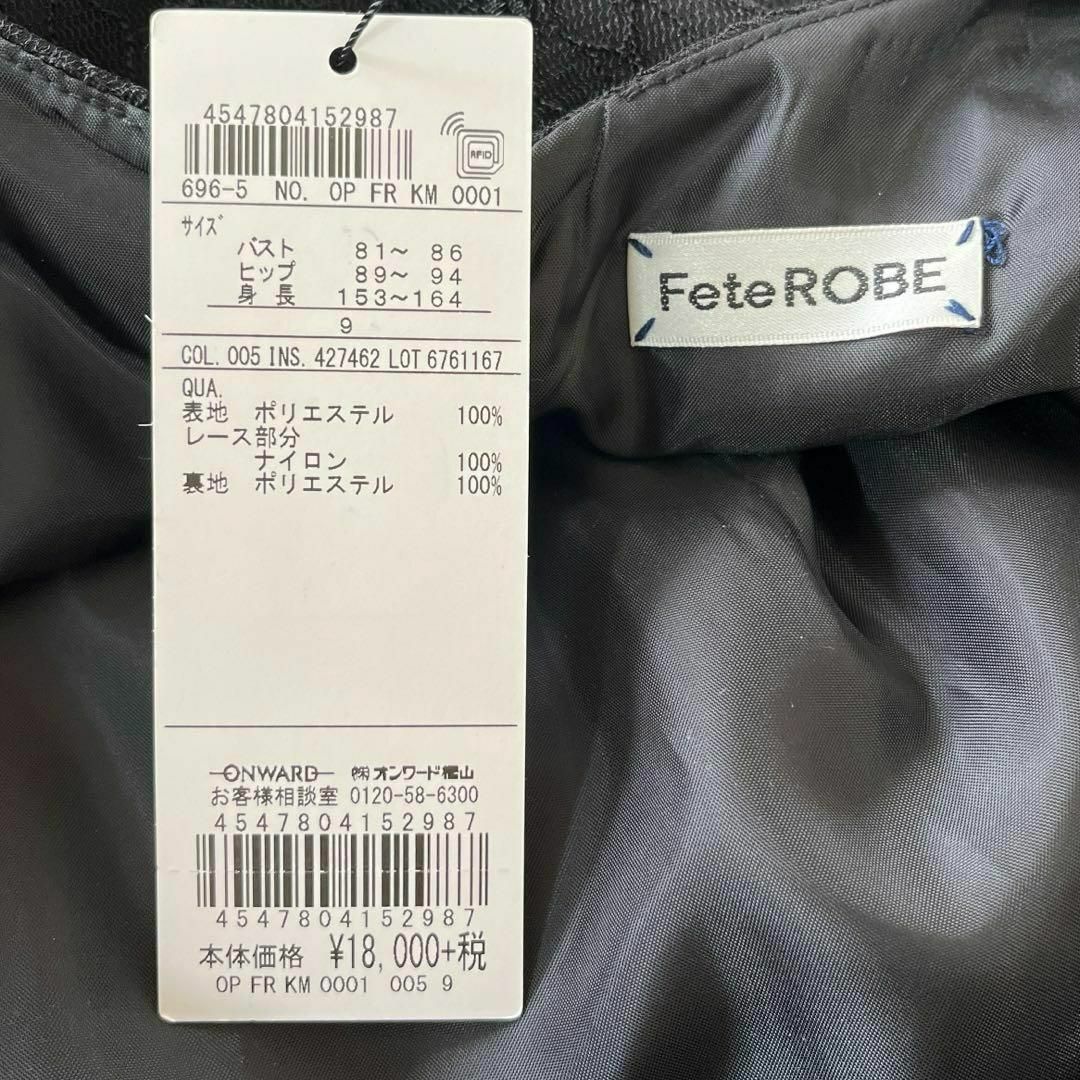 4547804152987
RFID
696-5 NO. OP FR KM 0001
サイズ
バスト 81～ 86
ヒップ 89～ 94
身 長 153～164
9
COL. 005 INS. 427462 LOT 6761167
QUA.
表地 ポリエステル 100%
レース部分
ナイロン 100%
裏地 ポリエステル 100%
ONWARD ㈱オンワード樫山
お客様相談室 0120-58-6300
4547804152987
4547804152987
本体価格 ¥18,000+税
OP FR KM 0001 005 9
Fete ROBE